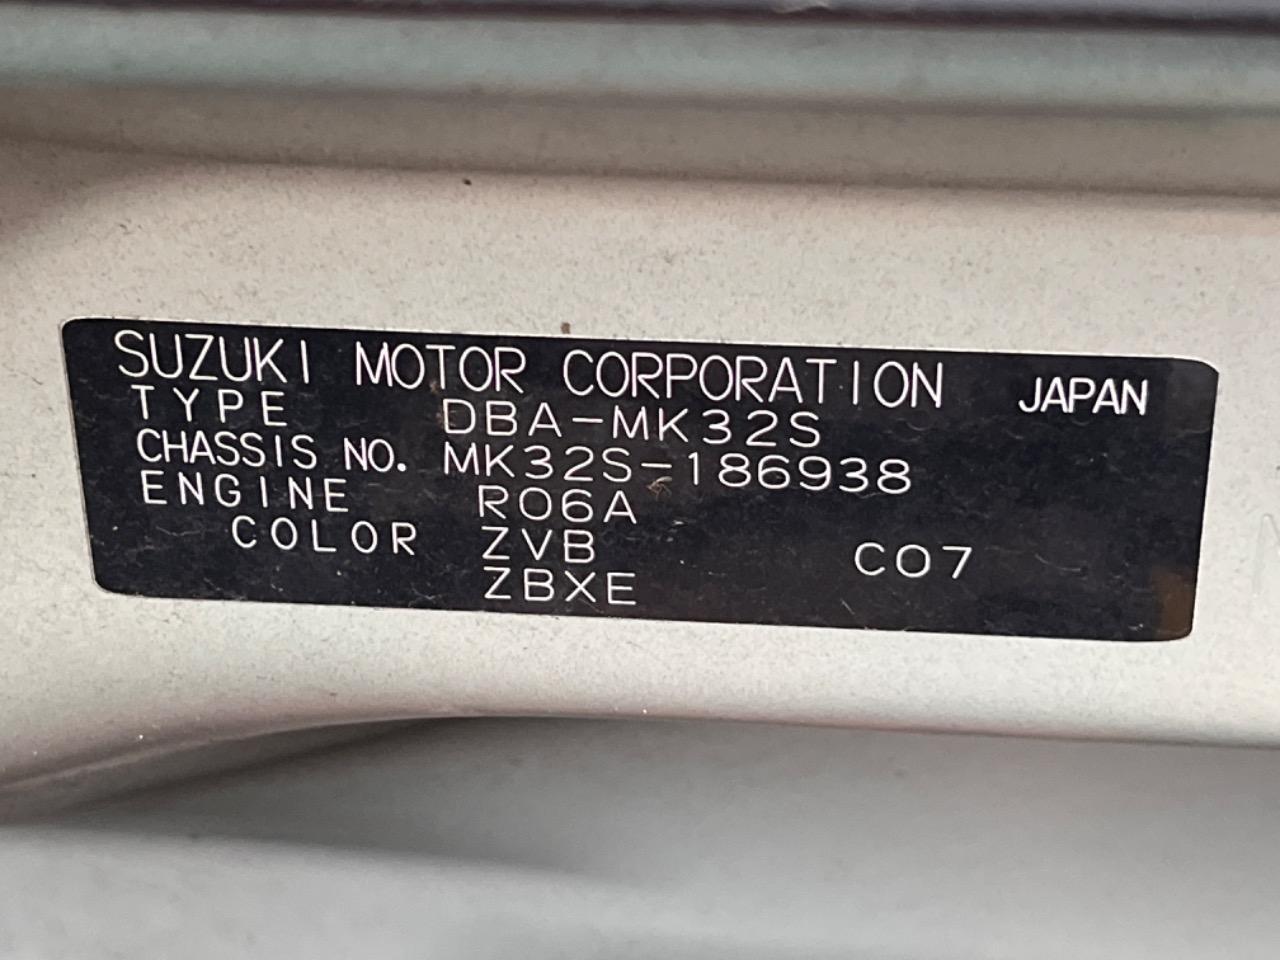 SUZUKI MOTOR CORPORATION JAPAN
TYPE DBA-MK32S
CHASSIS NO. MK32S-186938
ENGINE R06A
COLOR ZVB C07
ZBXE